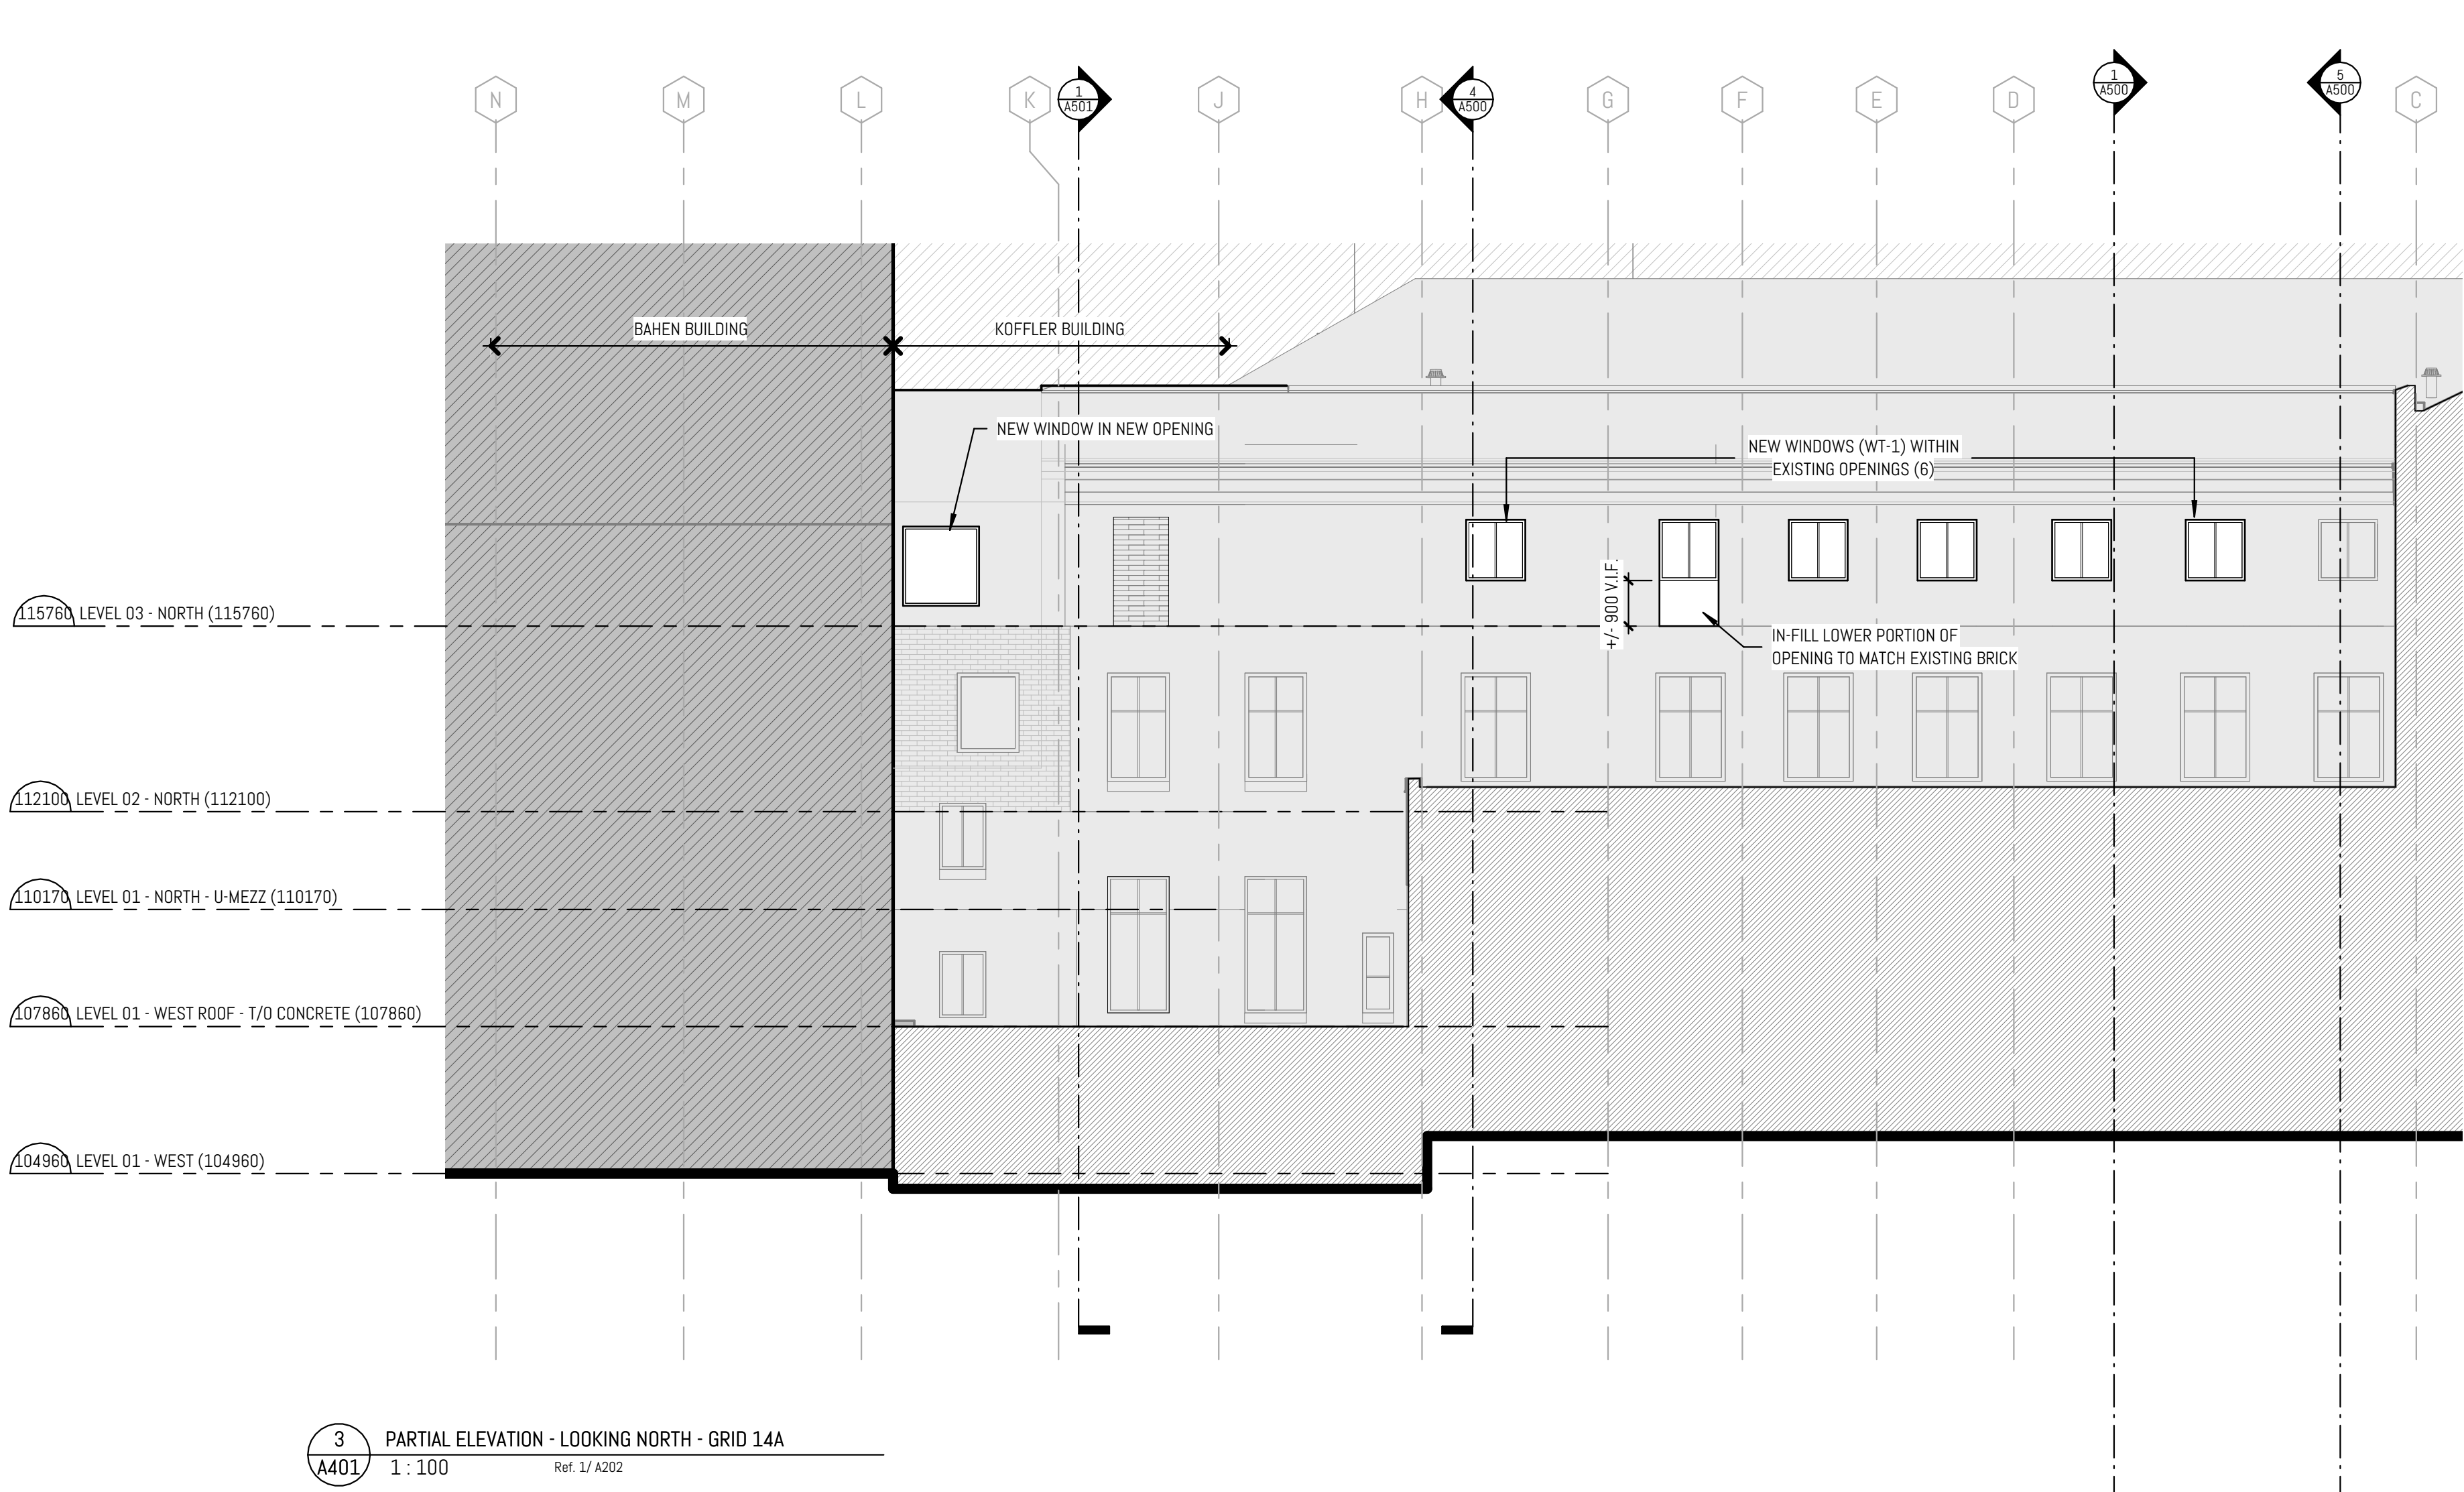 N
M
L
K
1
A501
J
H
4
A500
G
F
E
D
1
A500
5
A500
C
BAHEN BUILDING
KOFFLER BUILDING
NEW WINDOW IN NEW OPENING
NEW WINDOWS (WT-1) WITHIN
EXISTING OPENINGS (6)
+/- 900 V.I.F.
IN-FILL LOWER PORTION OF
OPENING TO MATCH EXISTING BRICK
115760 LEVEL 03 - NORTH (115760)
112100 LEVEL 02 - NORTH (112100)
110170 LEVEL 01 - NORTH - U-MEZZ (110170)
107860 LEVEL 01 - WEST ROOF - T/O CONCRETE (107860)
104960 LEVEL 01 - WEST (104960)
3
A401
PARTIAL ELEVATION - LOOKING NORTH - GRID 14A
1 : 100
Ref. 1/ A202